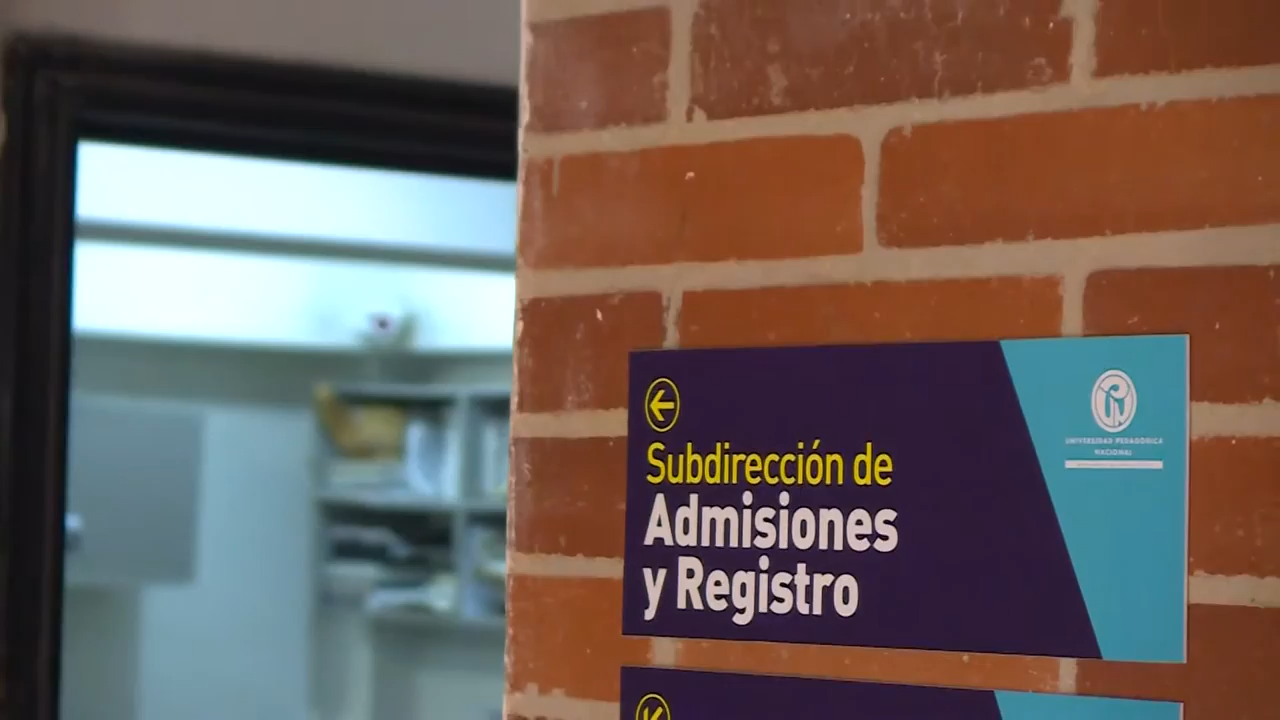 Subdirección de
Admisiones
y Registro
UNIVERSIDAD PEDAGÓGICA
NACIONAL